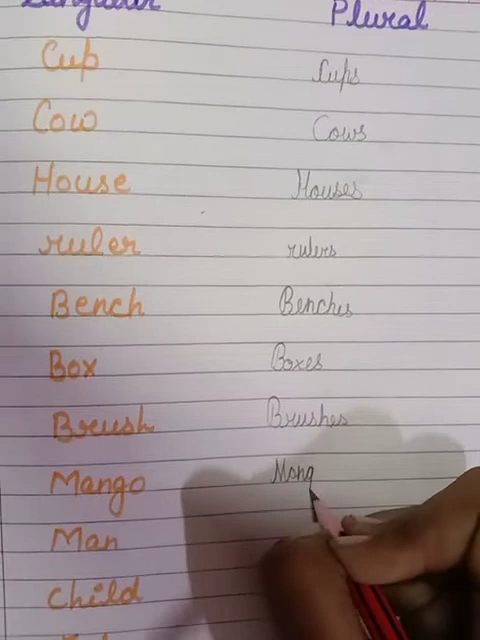 Singular Plural
Cup Cups
Cow Cows
House Houses
ruler rulers
Bench Benches
Box Boxes
Brush Brushes
Mango Mang
Man
Child